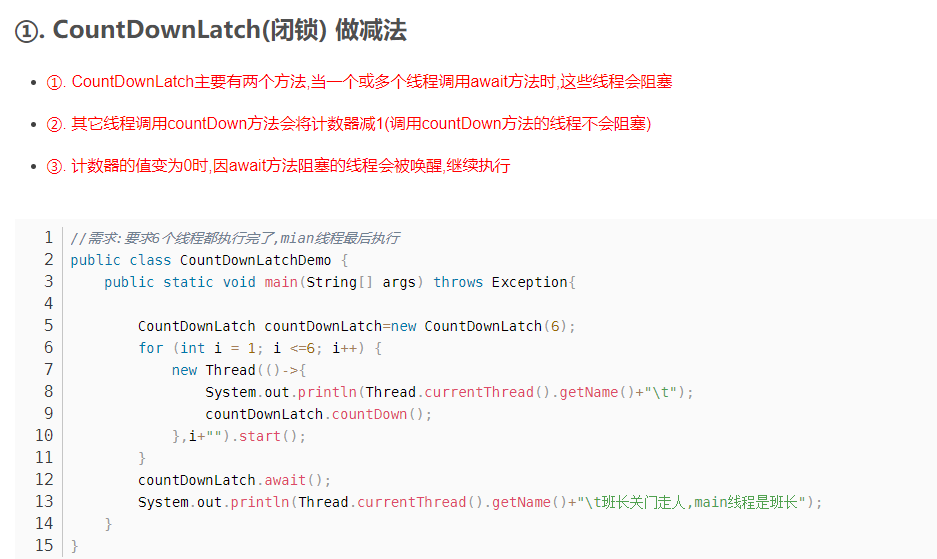 ①. CountDownLatch(闭锁) 做减法
①. CountDownLatch主要有两个方法,当一个或多个线程调用await方法时,这些线程会阻塞
②. 其它线程调用countDown方法会将计数器减1(调用countDown方法的线程不会阻塞)
③. 计数器的值变为0时,因await方法阻塞的线程会被唤醒,继续执行
1 //需求:要求6个线程都执行完了,mian线程最后执行
2 public class CountDownLatchDemo {
3     public static void main(String[] args) throws Exception{
4
5         CountDownLatch countDownLatch=new CountDownLatch(6);
6         for (int i = 1; i <=6; i++) {
7             new Thread(()->{
8                 System.out.println(Thread.currentThread().getName()+"\t");
9                 countDownLatch.countDown();
10             },i+"").start();
11         }
12         countDownLatch.await();
13         System.out.println(Thread.currentThread().getName()+"\t班长关门走人,main线程是班长");
14     }
15 }